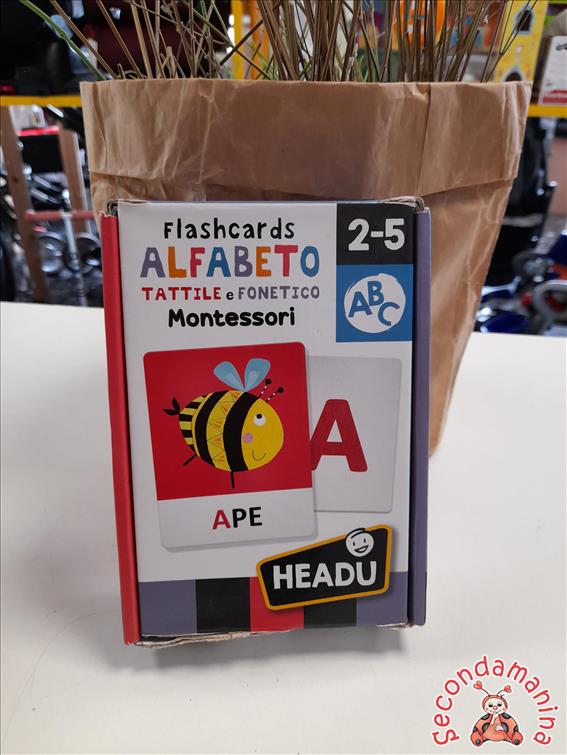 Flashcards
ALFABETO
TATTILE e FONETICO
Montessori
2-5
ABC
A
APE
HEADU
Secondamanina